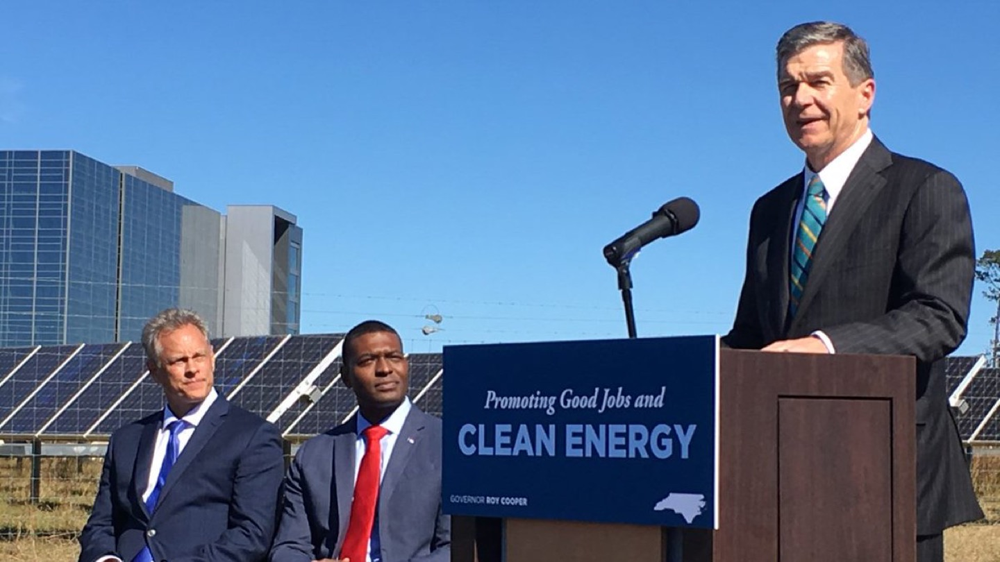 Promoting Good Jobs and
CLEAN ENERGY
GOVERNOR ROY COOPER